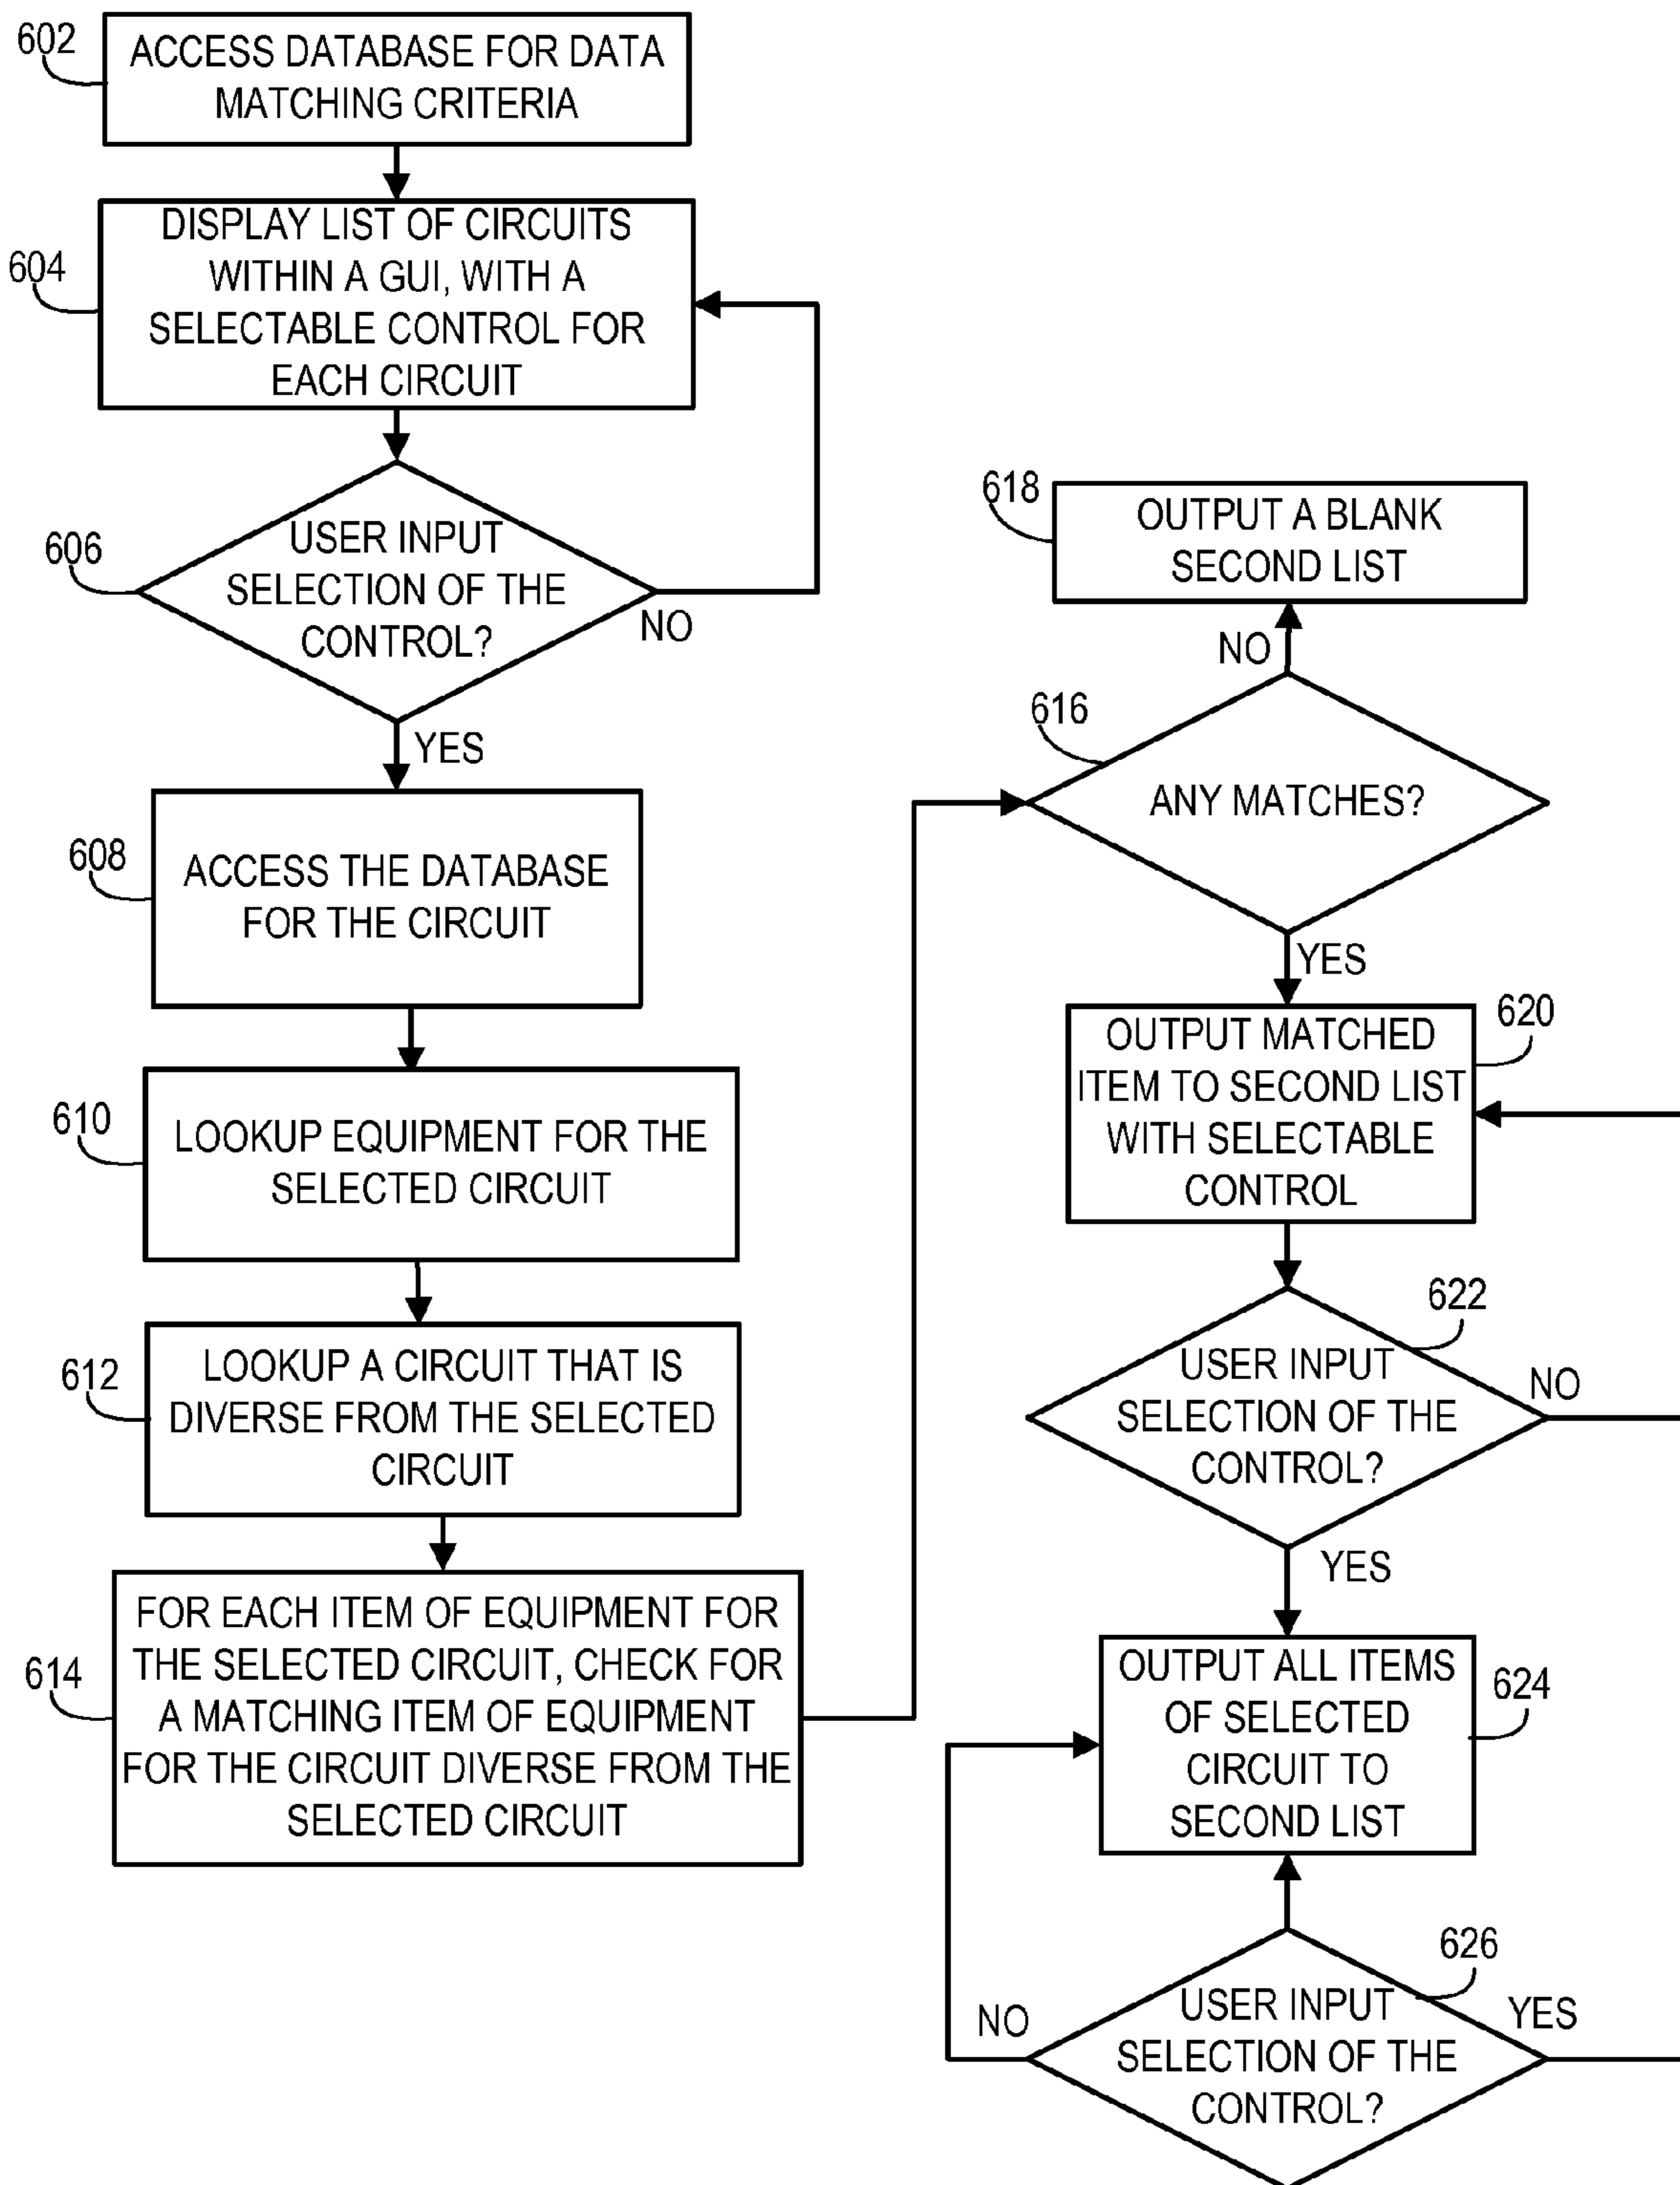 602
ACCESS DATABASE FOR DATA
MATCHING CRITERIA
604
DISPLAY LIST OF CIRCUITS
WITHIN A GUI, WITH A
SELECTABLE CONTROL FOR
EACH CIRCUIT
606
USER INPUT
SELECTION OF THE
CONTROL?
NO
YES
608
ACCESS THE DATABASE
FOR THE CIRCUIT
610
LOOKUP EQUIPMENT FOR THE
SELECTED CIRCUIT
612
LOOKUP A CIRCUIT THAT IS
DIVERSE FROM THE SELECTED
CIRCUIT
614
FOR EACH ITEM OF EQUIPMENT FOR
THE SELECTED CIRCUIT, CHECK FOR
A MATCHING ITEM OF EQUIPMENT
FOR THE CIRCUIT DIVERSE FROM THE
SELECTED CIRCUIT
618
OUTPUT A BLANK
SECOND LIST
NO
616
ANY MATCHES?
YES
620
OUTPUT MATCHED
ITEM TO SECOND LIST
WITH SELECTABLE
CONTROL
622
USER INPUT
SELECTION OF THE
CONTROL?
NO
YES
624
OUTPUT ALL ITEMS
OF SELECTED
CIRCUIT TO
SECOND LIST
626
USER INPUT
SELECTION OF THE
CONTROL?
NO
YES